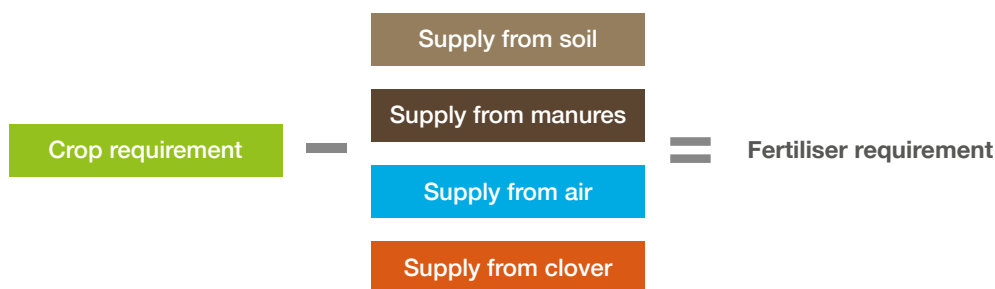 Crop requirement
Supply from soil
Supply from manures
Supply from air
Supply from clover
Fertiliser requirement